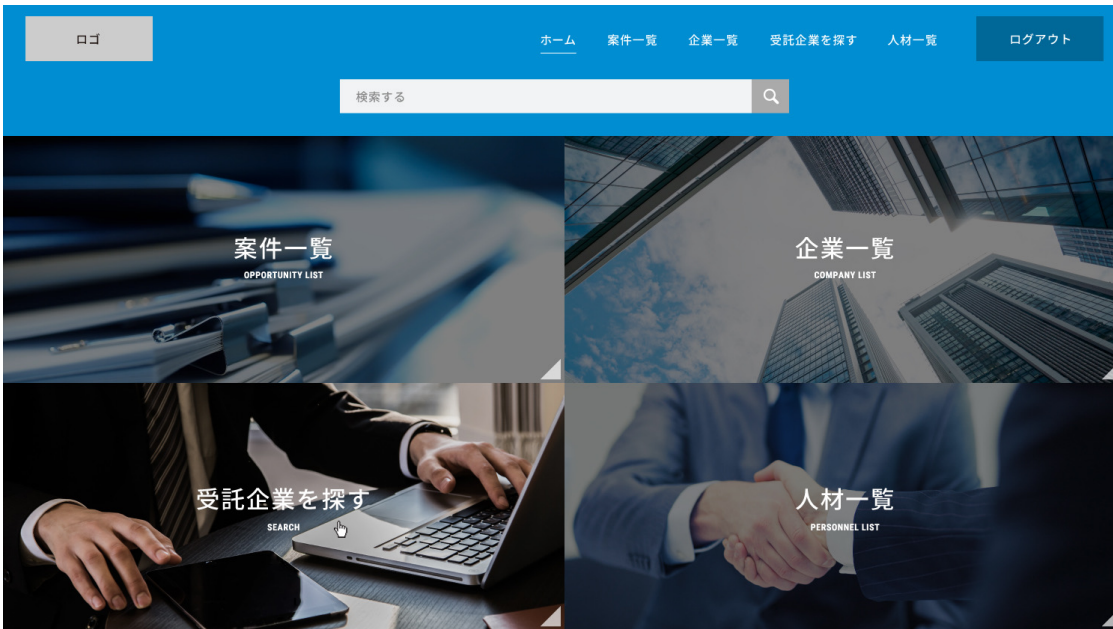 ロゴ
ホーム
案件一覧
企業一覧
受託企業を探す
人材一覧
ログアウト
検索する
案件一覧
OPPORTUNITY LIST
企業一覧
COMPANY LIST
受託企業を探す
SEARCH
人材一覧
PERSONNEL LIST